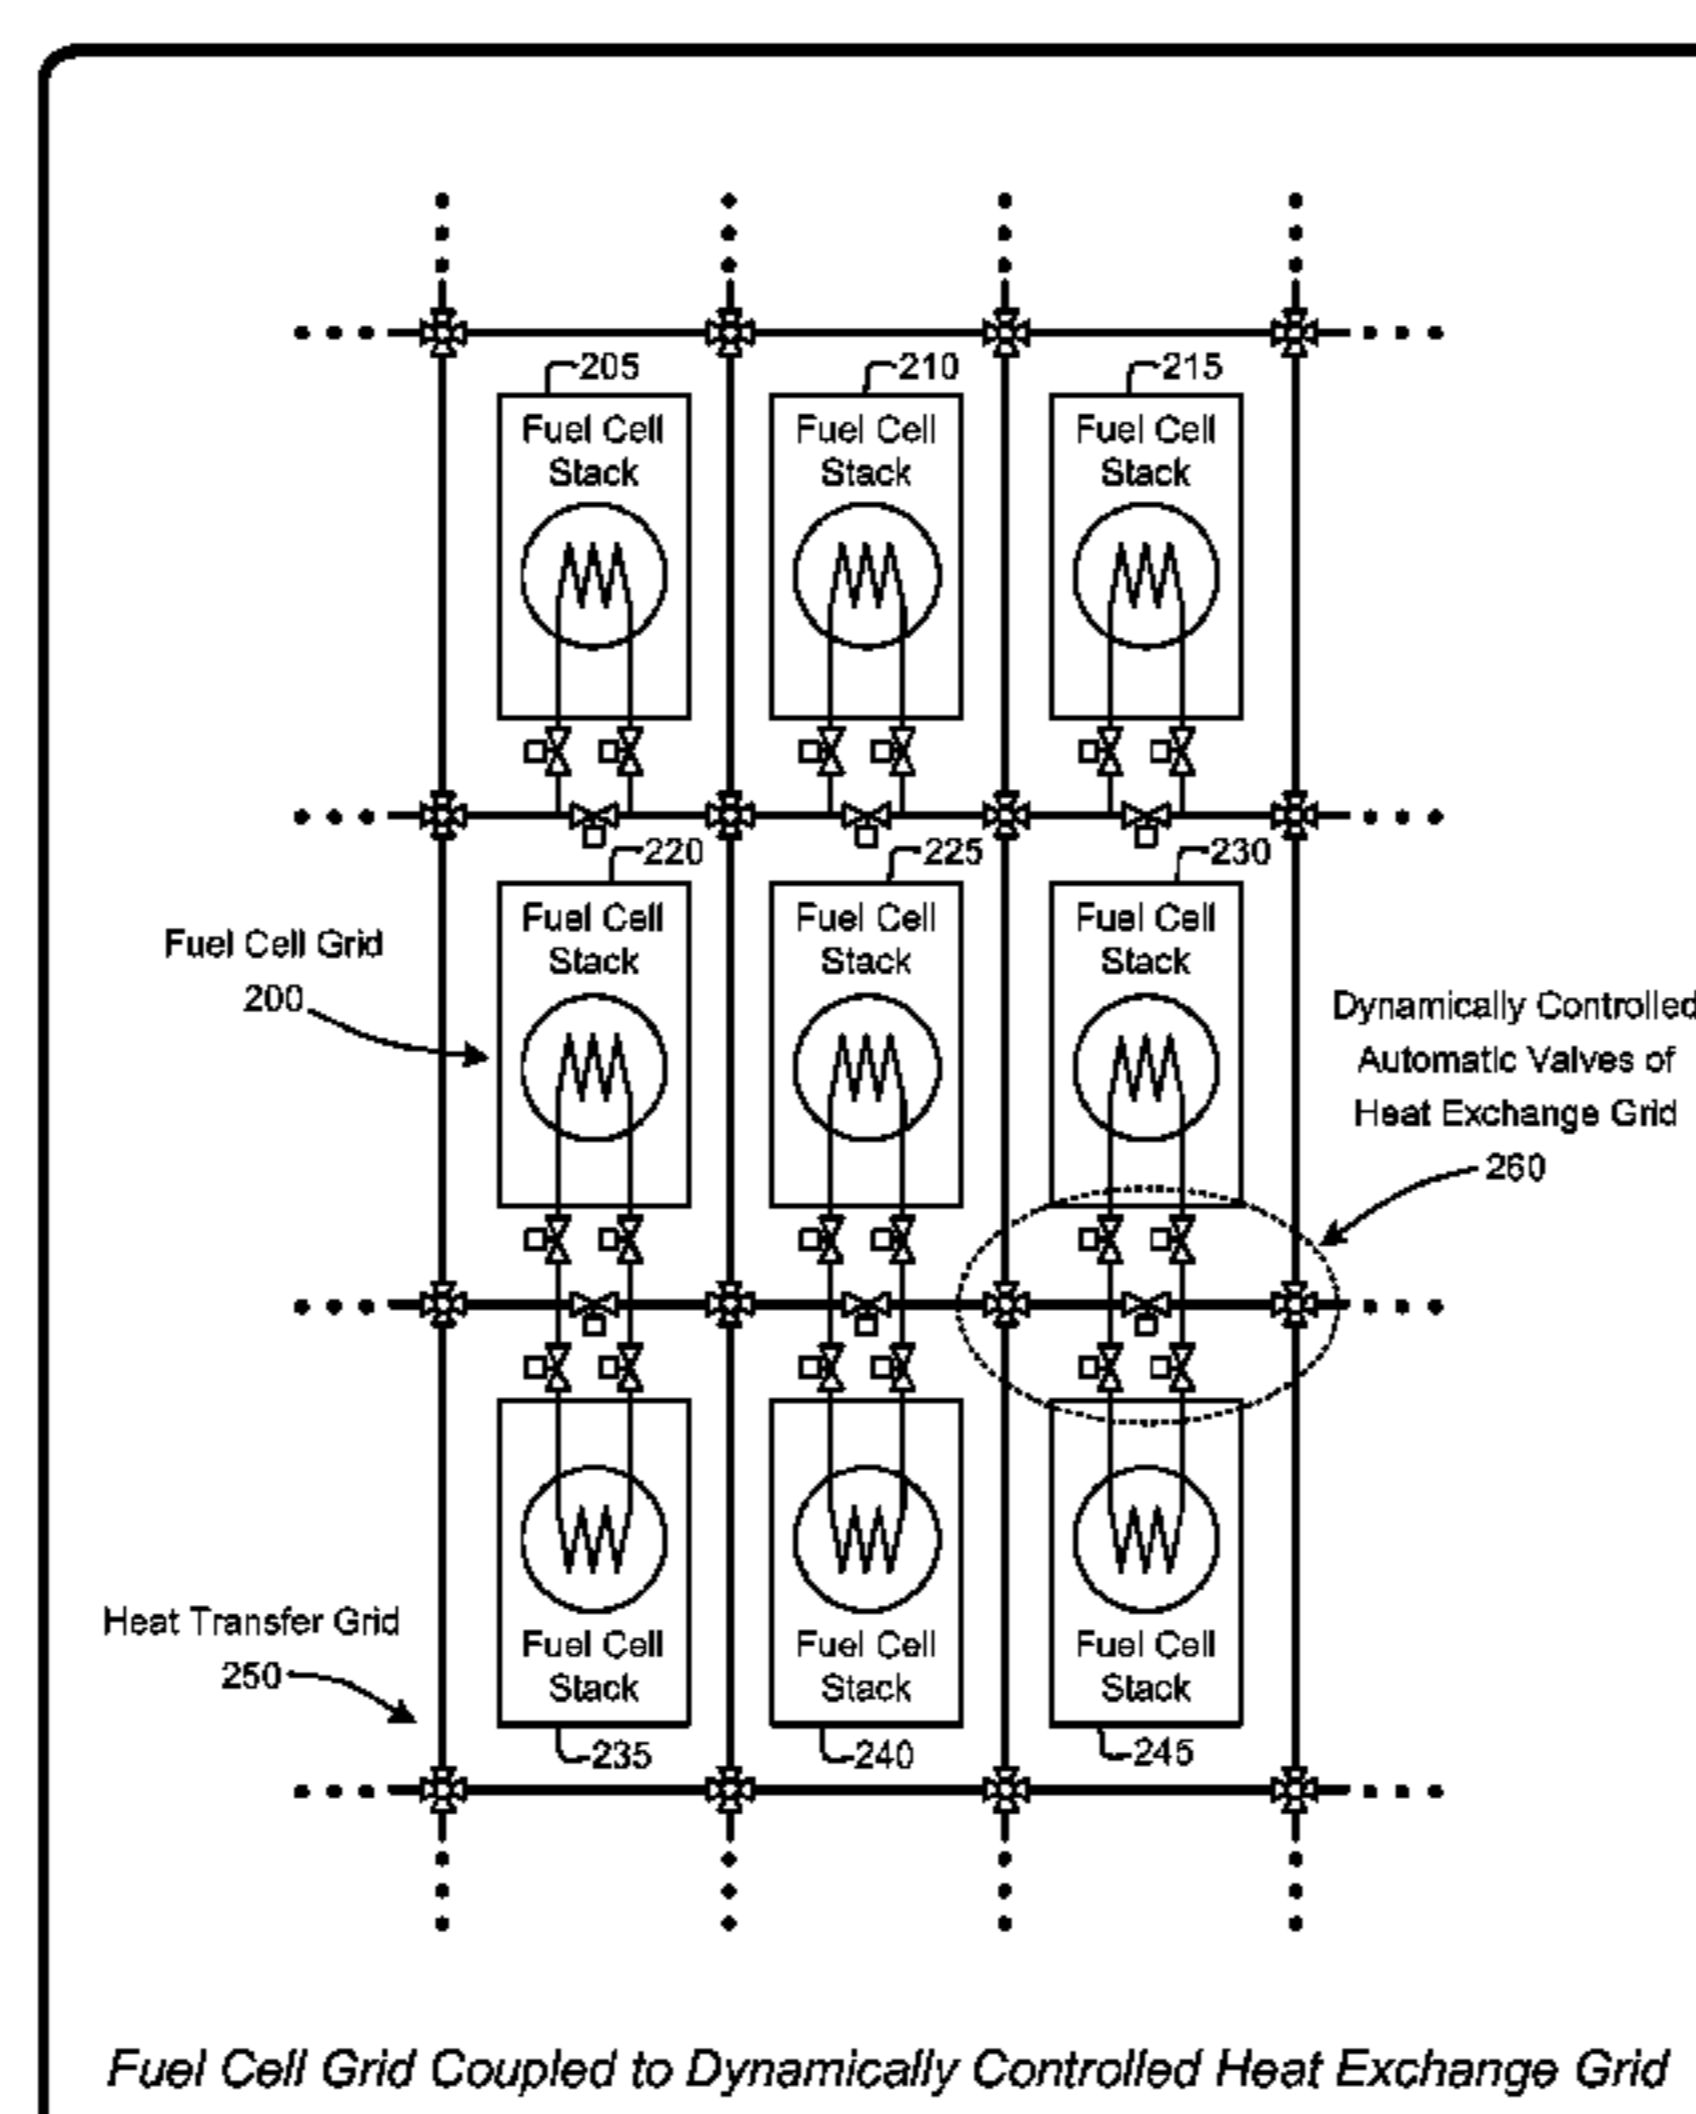 205
210
215
Fuel Cell
Stack
Fuel Cell
Stack
Fuel Cell
Stack
220
225
230
Fuel Cell
Stack
Fuel Cell
Stack
Fuel Cell
Stack
Fuel Cell Grid
200
Dynamically Controlled
Automatic Valves of
Heat Exchange Grid
260
Heat Transfer Grid
250
Fuel Cell
Stack
Fuel Cell
Stack
Fuel Cell
Stack
235
240
245
Fuel Cell Grid Coupled to Dynamically Controlled Heat Exchange Grid